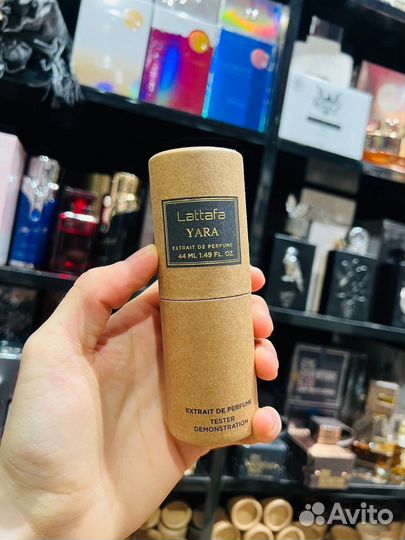 Lattafa
YARA
EXTRAIT DE PERFUME
44 ML 1.49 FL. OZ.
EXTRAIT DE PERFUME
TESTER
DEMONSTRATION
Avito